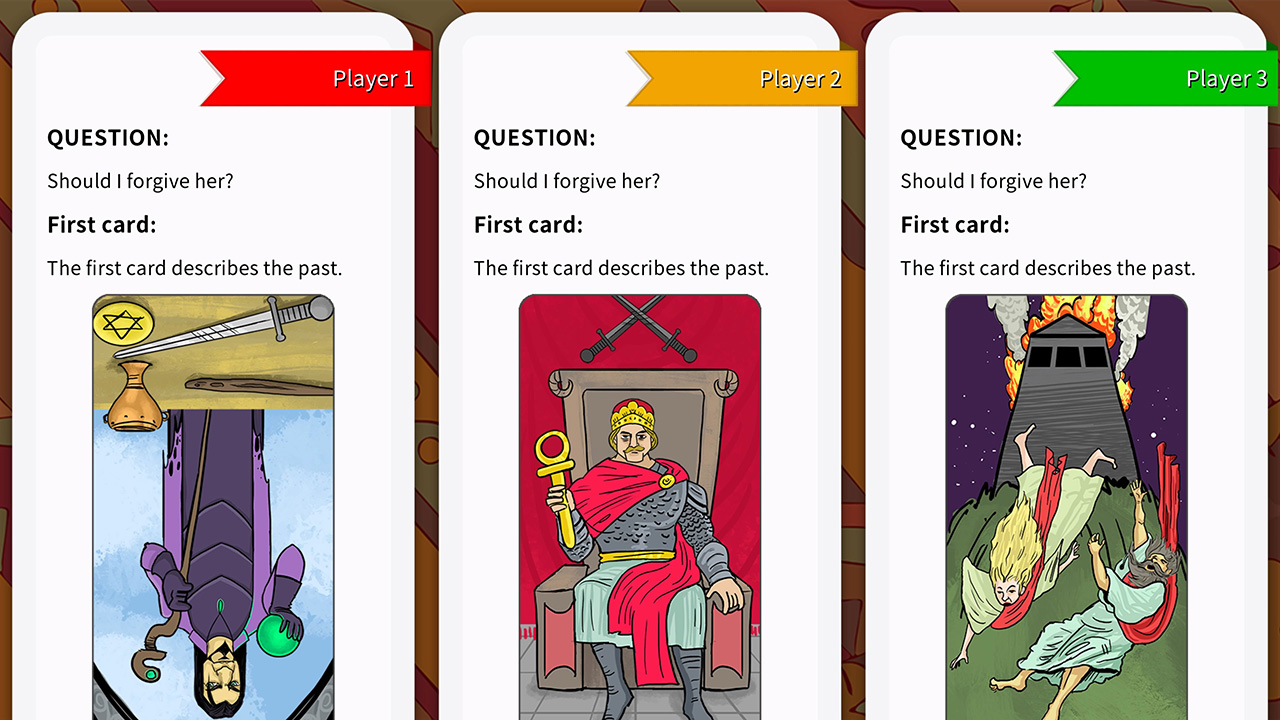 Player 1
QUESTION:
Should I forgive her?
First card:
The first card describes the past.
Player 2
QUESTION:
Should I forgive her?
First card:
The first card describes the past.
Player 3
QUESTION:
Should I forgive her?
First card:
The first card describes the past.